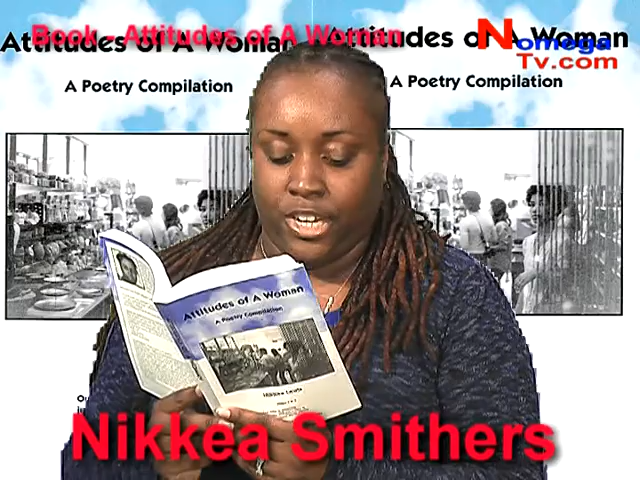 Book - Attitudes of A Woman
Attitudes of A Woman
Attitudes of A Woman
Nomega
Tv.com
A Poetry Compilation
A Poetry Compilation
Attitudes of A Woman
A Poetry Compilation
Nikkea Smithers